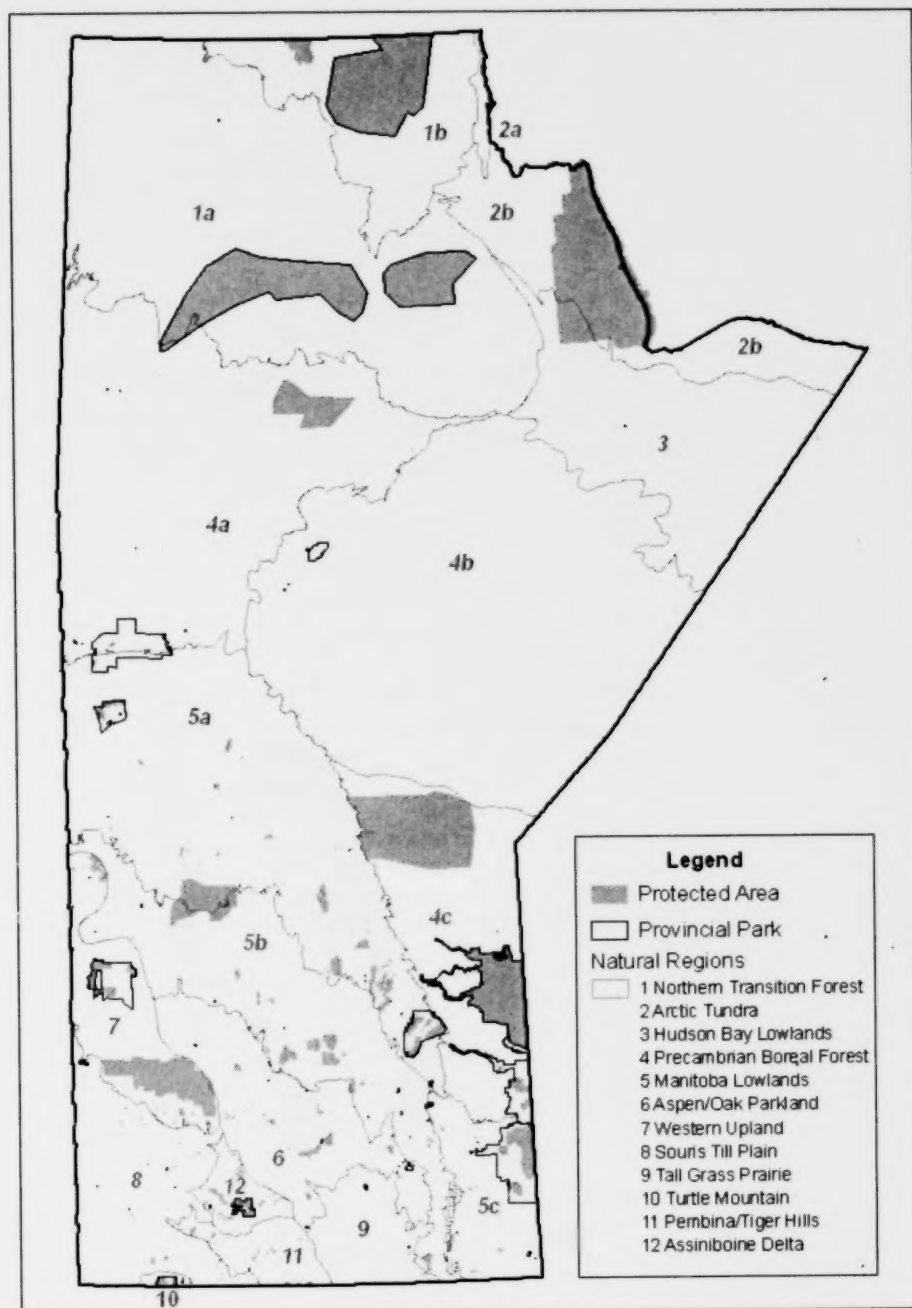 1b
2a
1a
2b
2b
3
4a
4b
5a
4c
5b
7
6
8
12
5c
9
11
10
Legend
Protected Area
Provincial Park
Natural Regions
1 Northern Transition Forest
2 Arctic Tundra
3 Hudson Bay Lowlands
4 Precambrian Boreal Forest
5 Manitoba Lowlands
6 Aspen/Oak Parkland
7 Western Upland
8 Souris Till Plain
9 Tall Grass Prairie
10 Turtle Mountain
11 Pembina/Tiger Hills
12 Assiniboine Delta